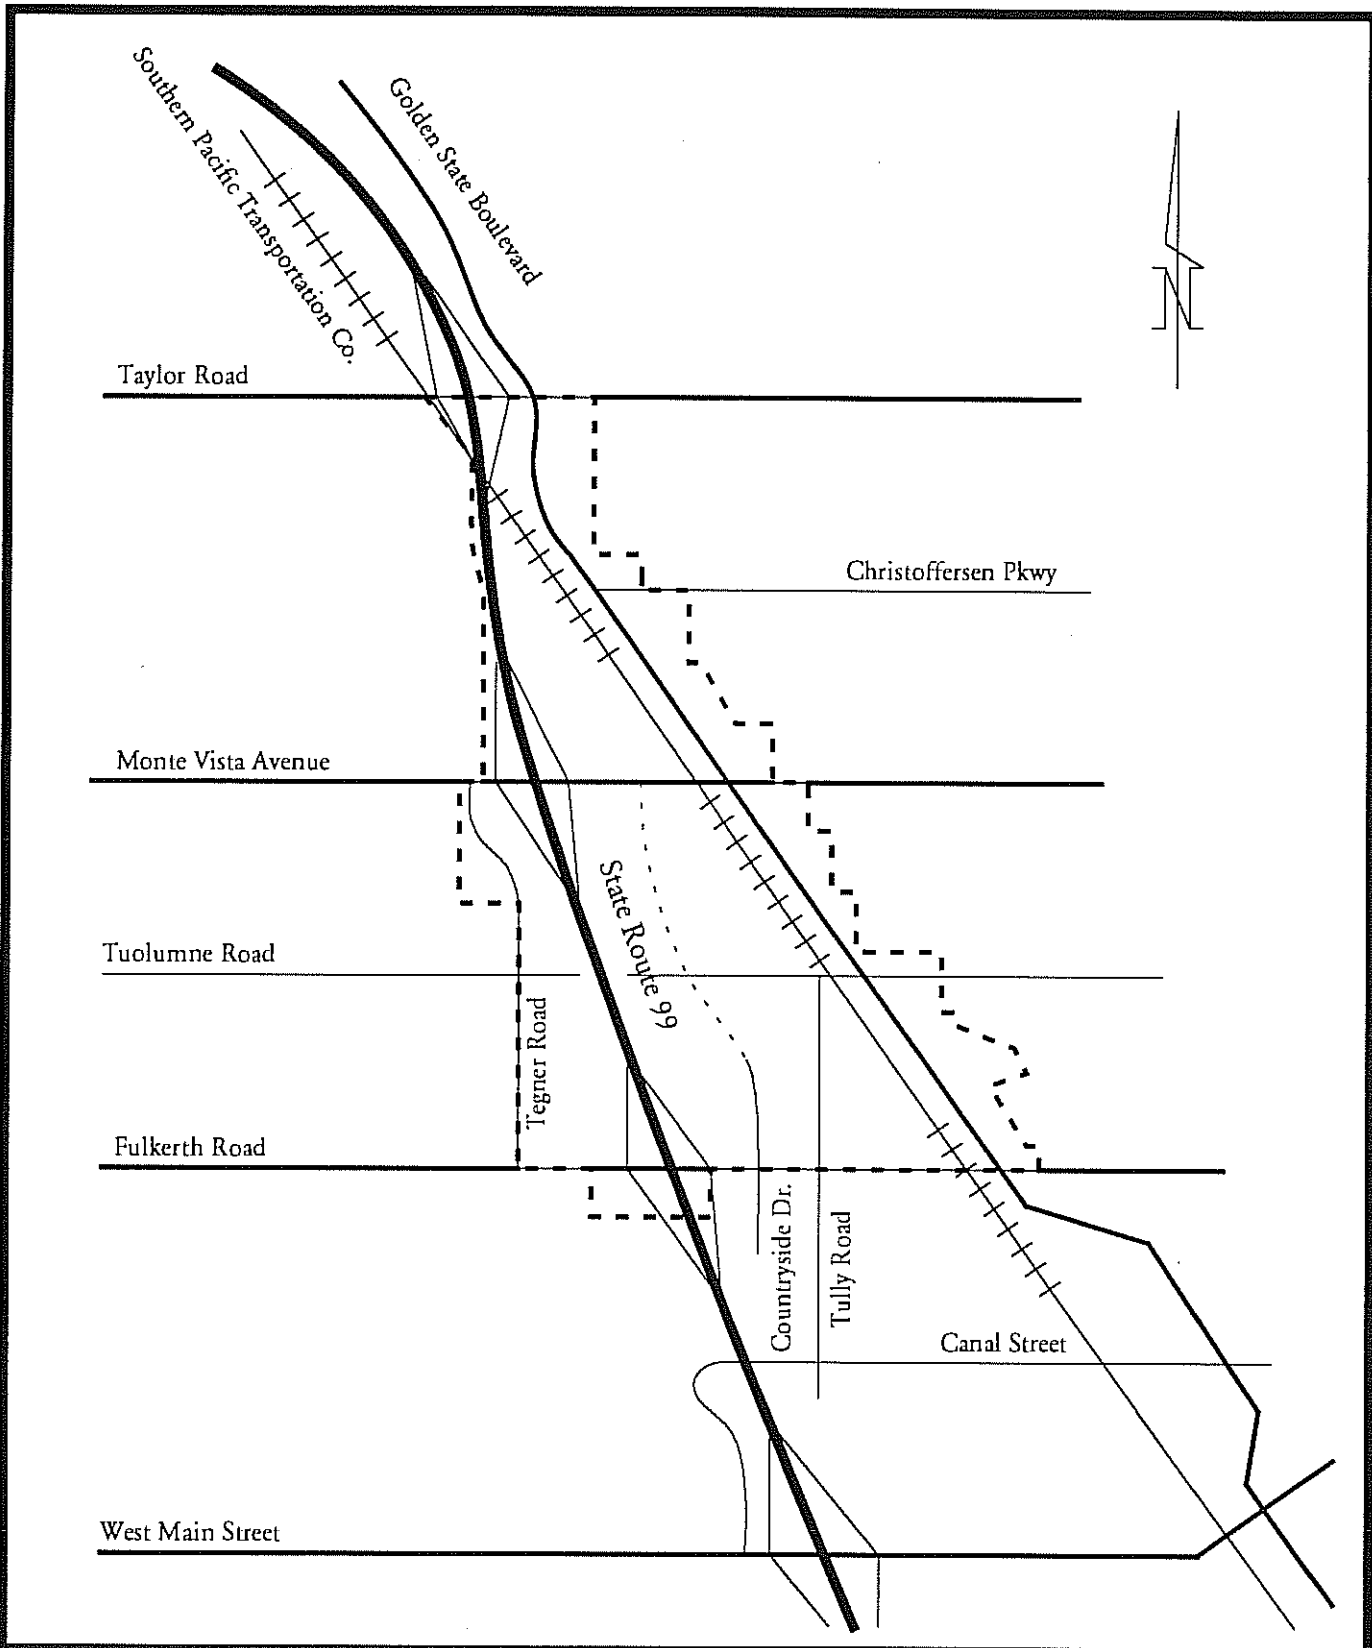 Southern Pacific Transportation Co.
Golden State Boulevard
N
Taylor Road
Christoffersen Pkwy
Monte Vista Avenue
State Route 99
Tuolumne Road
Tegner Road
Fulkerth Road
Countryside Dr.
Tully Road
Canal Street
West Main Street